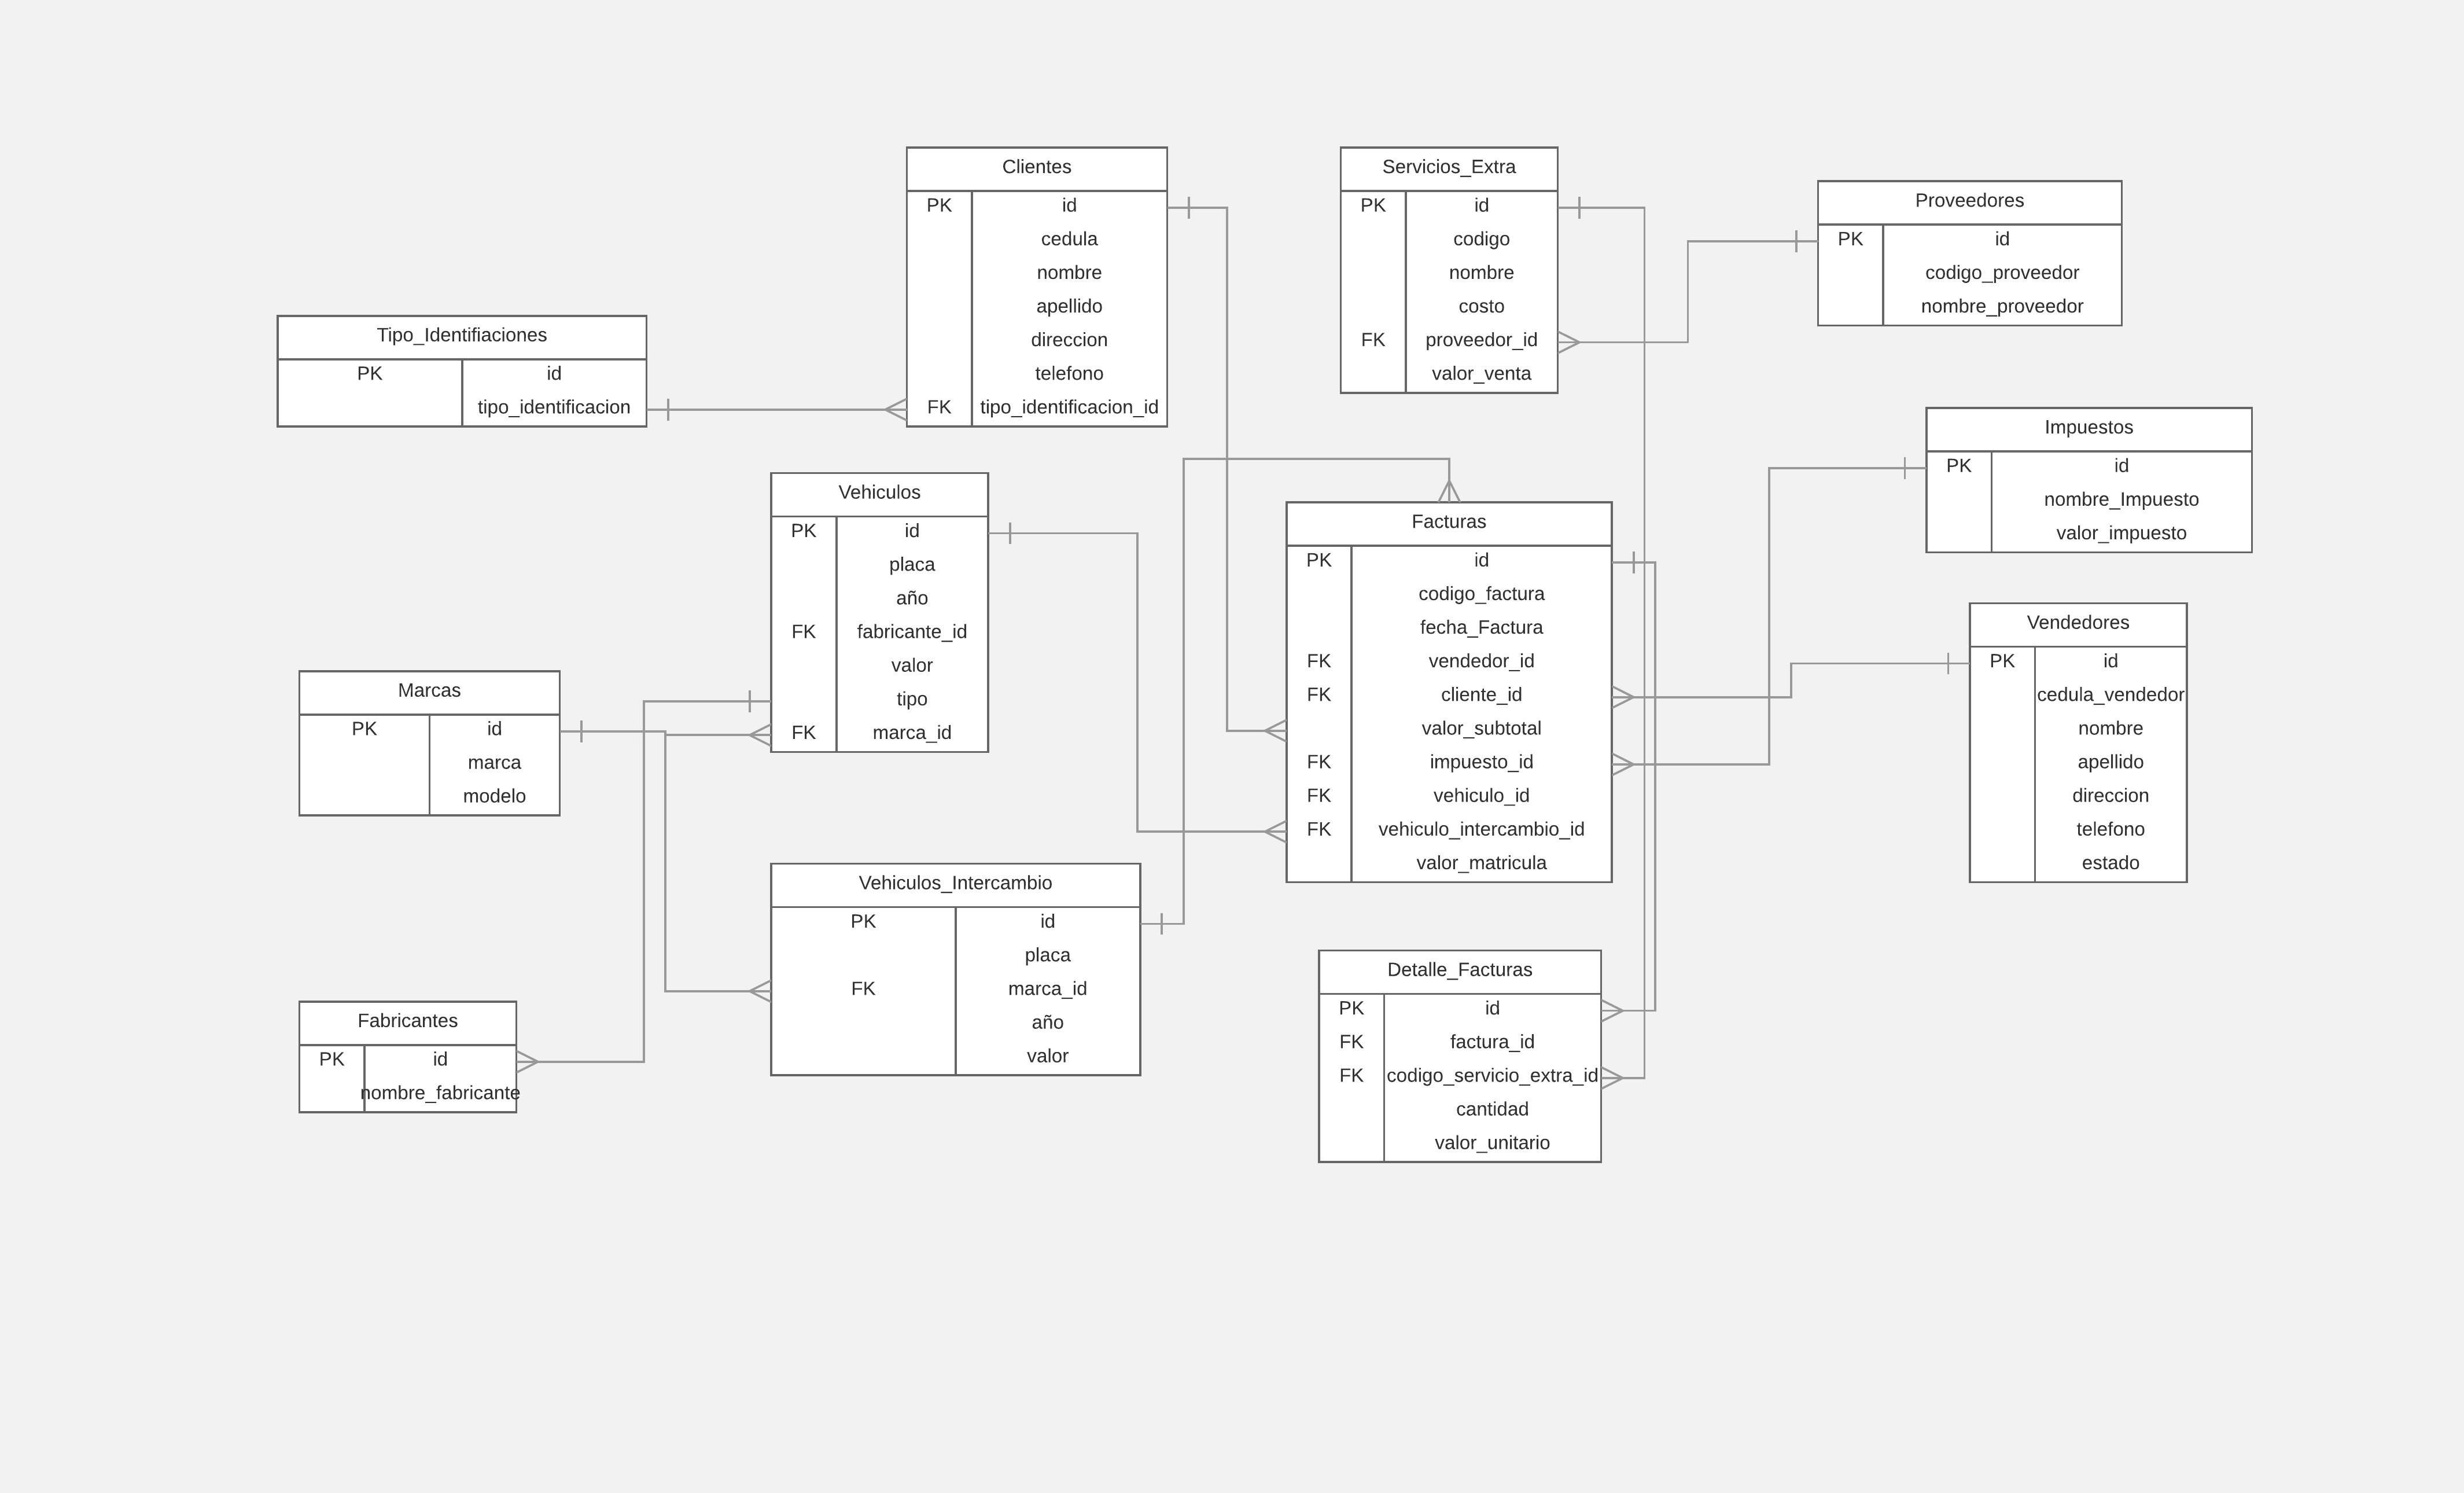 Clientes
PK id
cedula
nombre
apellido
direccion
telefono
FK tipo_identificacion_id
Servicios_Extra
PK id
codigo
nombre
costo
FK proveedor_id
valor_venta
Proveedores
PK id
codigo_proveedor
nombre_proveedor
Tipo_Identifiaciones
PK id
tipo_identificacion
Impuestos
PK id
nombre_Impuesto
valor_impuesto
Vehiculos
PK id
placa
año
FK fabricante_id
valor
tipo
FK marca_id
Facturas
PK id
codigo_factura
fecha_Factura
FK vendedor_id
FK cliente_id
valor_subtotal
FK impuesto_id
FK vehiculo_id
FK vehiculo_intercambio_id
valor_matricula
Vendedores
PK id
cedula_vendedor
nombre
apellido
direccion
telefono
estado
Marcas
PK id
marca
modelo
Vehiculos_Intercambio
PK id
placa
FK marca_id
año
valor
Detalle_Facturas
PK id
FK factura_id
FK codigo_servicio_extra_id
cantidad
valor_unitario
Fabricantes
PK id
nombre_fabricante